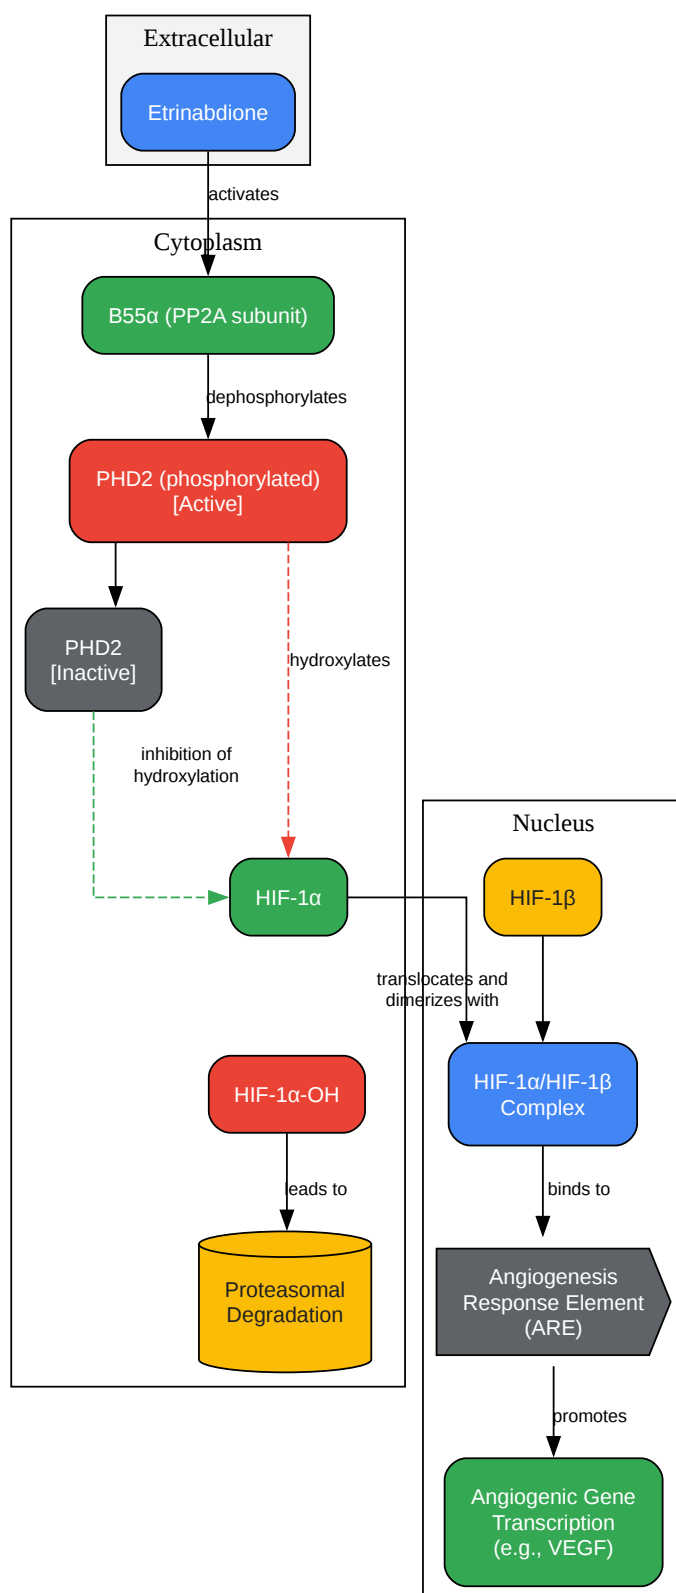 Extracellular
Etrinabdione
activates
Cytoplasm
B55α (PP2A subunit)
dephosphorylates
PHD2 (phosphorylated)
[Active]
PHD2
[Inactive]
hydroxylates
inhibition of
hydroxylation
Nucleus
HIF-1α
HIF-1β
translocates and
dimerizes with
HIF-1α-OH
HIF-1α/HIF-1β
Complex
leads to
binds to
Proteasomal
Degradation
Angiogenesis
Response Element
(ARE)
promotes
Angiogenic Gene
Transcription
(e.g., VEGF)